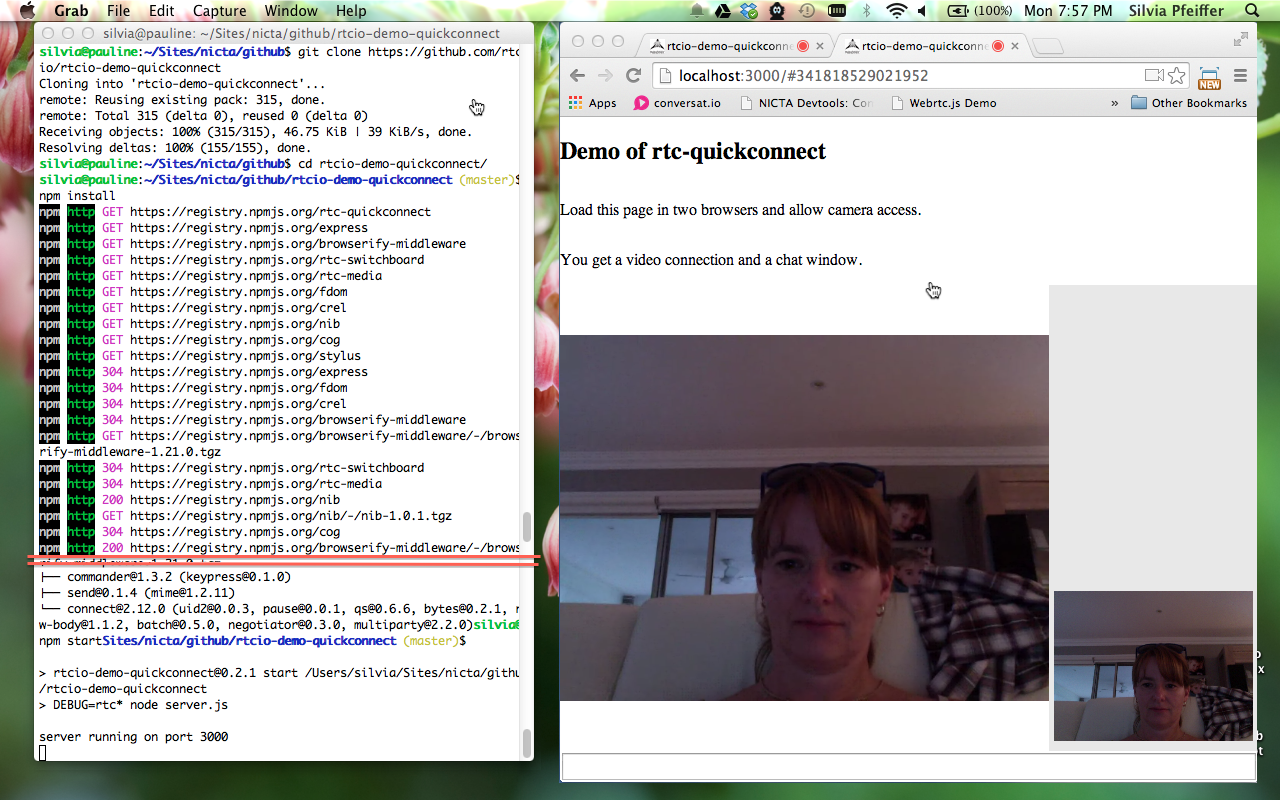 Grab File Edit Capture Window Help (100%) Mon 7:57 PM Silvia Pfeiffer
silvia@pauline: ~/Sites/nicta/github/rtcio-demo-quickconnect
silvia@pauline:~/Sites/nicta/github$ git clone https://github.com/rtc
io/rtcio-demo-quickconnect
Cloning into 'rtcio-demo-quickconnect'...
remote: Reusing existing pack: 315, done.
remote: Total 315 (delta 0), reused 0 (delta 0)
Receiving objects: 100% (315/315), 46.75 KiB | 39 KiB/s, done.
Resolving deltas: 100% (155/155), done.
silvia@pauline:~/Sites/nicta/github$ cd rtcio-demo-quickconnect/
silvia@pauline:~/Sites/nicta/github/rtcio-demo-quickconnect (master)$
npm install
npm http GET https://registry.npmjs.org/rtc-quickconnect
npm http GET https://registry.npmjs.org/express
npm http GET https://registry.npmjs.org/browserify-middleware
npm http GET https://registry.npmjs.org/rtc-switchboard
npm http GET https://registry.npmjs.org/rtc-media
npm http GET https://registry.npmjs.org/fdom
npm http GET https://registry.npmjs.org/crel
npm http GET https://registry.npmjs.org/nib
npm http GET https://registry.npmjs.org/cog
npm http GET https://registry.npmjs.org/stylus
npm http 304 https://registry.npmjs.org/express
npm http 304 https://registry.npmjs.org/fdom
npm http 304 https://registry.npmjs.org/crel
npm http 304 https://registry.npmjs.org/browserify-middleware
npm http GET https://registry.npmjs.org/browserify-middleware/-/brows
rify-middleware-1.21.0.tgz
npm http 304 https://registry.npmjs.org/rtc-switchboard
npm http 304 https://registry.npmjs.org/rtc-media
npm http 200 https://registry.npmjs.org/nib
npm http GET https://registry.npmjs.org/nib/-/nib-1.0.1.tgz
npm http 304 https://registry.npmjs.org/cog
npm http 200 https://registry.npmjs.org/browserify-middleware/-/brows
rify-middleware-1.21.0.tgz
├── commander@1.3.2 (keypress@0.1.0)
├── send@0.1.4 (mime@1.2.11)
└── connect@2.12.0 (uid2@0.0.3, pause@0.0.1, qs@0.6.6, bytes@0.2.1, r
w-body@1.1.2, batch@0.5.0, negotiator@0.3.0, multiparty@2.2.0)silvia@
npm startSites/nicta/github/rtcio-demo-quickconnect (master)$
> rtcio-demo-quickconnect@0.2.1 start /Users/silvia/Sites/nicta/githu
/rtcio-demo-quickconnect
> DEBUG=rtc* node server.js
server running on port 3000
rtcio-demo-quickconn rtcio-demo-quickconn
localhost:3000/#341818529021952
NEW
Apps conversat.io NICTA Devtools: Con Webrtc.js Demo » Other Bookmarks
Demo of rtc-quickconnect
Load this page in two browsers and allow camera access.
You get a video connection and a chat window.